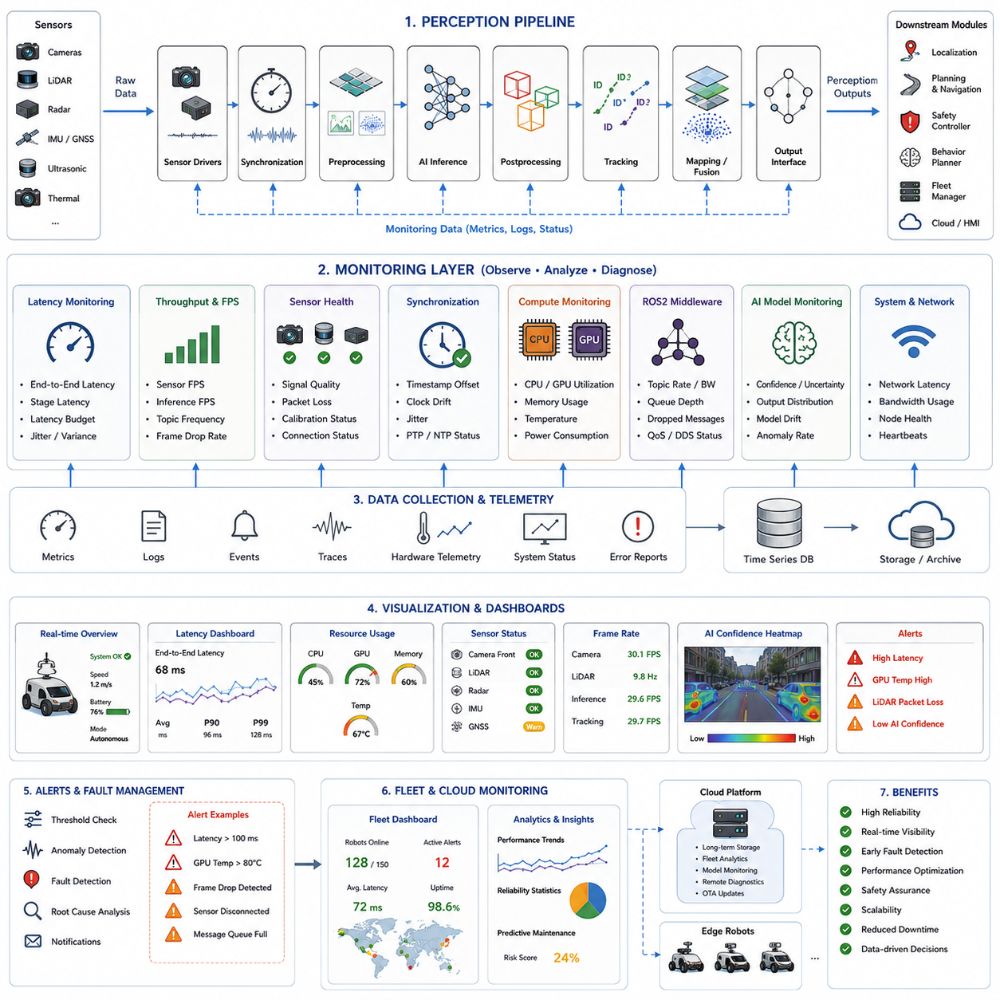 Sensors
Cameras
LiDAR
Radar
IMU / GNSS
Ultrasonic
Thermal
...
Raw
Data
1. PERCEPTION PIPELINE
Sensor Drivers
Synchronization
Preprocessing
AI Inference
Postprocessing
ID
ID
ID
ID2
Tracking
Mapping /
Fusion
Output
Interface
Monitoring Data (Metrics, Logs, Status)
Perception
Outputs
Downstream Modules
Localization
Planning
& Navigation
Safety
Controller
Behavior
Planner
Fleet
Manager
Cloud / HMI
2. MONITORING LAYER (Observe • Analyze • Diagnose)
Latency Monitoring
• End-to-End Latency
• Stage Latency
• Latency Budget
• Jitter / Variance
Throughput & FPS
• Sensor FPS
• Inference FPS
• Topic Frequency
• Frame Drop Rate
Sensor Health
• Signal Quality
• Packet Loss
• Calibration Status
• Connection Status
Synchronization
• Timestamp Offset
• Clock Drift
• Jitter
• PTP / NTP Status
Compute Monitoring
CPU
GPU
• CPU / GPU Utilization
• Memory Usage
• Temperature
• Power Consumption
ROS2 Middleware
• Topic Rate / BW
• Queue Depth
• Dropped Messages
• QoS / DDS Status
AI Model Monitoring
• Confidence / Uncertainty
• Output Distribution
• Model Drift
• Anomaly Rate
System & Network
• Network Latency
• Bandwidth Usage
• Node Health
• Heartbeats
3. DATA COLLECTION & TELEMETRY
Metrics
Logs
Events
Traces
Hardware Telemetry
System Status
Error Reports
Time Series DB
Storage / Archive
4. VISUALIZATION & DASHBOARDS
Real-time Overview
System OK
Speed
1.2 m/s
Battery
76%
Mode
Autonomous
Latency Dashboard
End-to-End Latency
68 ms
Avg P90 P99
ms 96 ms 128 ms
Resource Usage
CPU GPU Memory
45% 72% 60%
Temp
67°C
Sensor Status
Camera Front OK
LiDAR OK
Radar OK
IMU OK
GNSS Warn
Frame Rate
Camera 30.1 FPS
LiDAR 9.8 Hz
Inference 29.6 FPS
Tracking 29.7 FPS
AI Confidence Heatmap
Low High
Alerts
High Latency
GPU Temp High
LiDAR Packet Loss
Low AI Confidence
5. ALERTS & FAULT MANAGEMENT
Threshold Check
Anomaly Detection
Fault Detection
Root Cause Analysis
Notifications
Alert Examples
Latency > 100 ms
GPU Temp > 80°C
Frame Drop Detected
Sensor Disconnected
Message Queue Full
6. FLEET & CLOUD MONITORING
Fleet Dashboard
Robots Online Active Alerts
128 / 150 12
Avg. Latency Uptime
72 ms 98.6%
Analytics & Insights
Performance Trends
Reliability Statistics
Predictive Maintenance
Risk Score 24%
Cloud Platform
• Long-term Storage
• Fleet Analytics
• Model Monitoring
• Remote Diagnostics
• OTA Updates
Edge Robots
...
7. BENEFITS
High Reliability
Real-time Visibility
Early Fault Detection
Performance Optimization
Safety Assurance
Scalability
Reduced Downtime
Data-driven Decisions